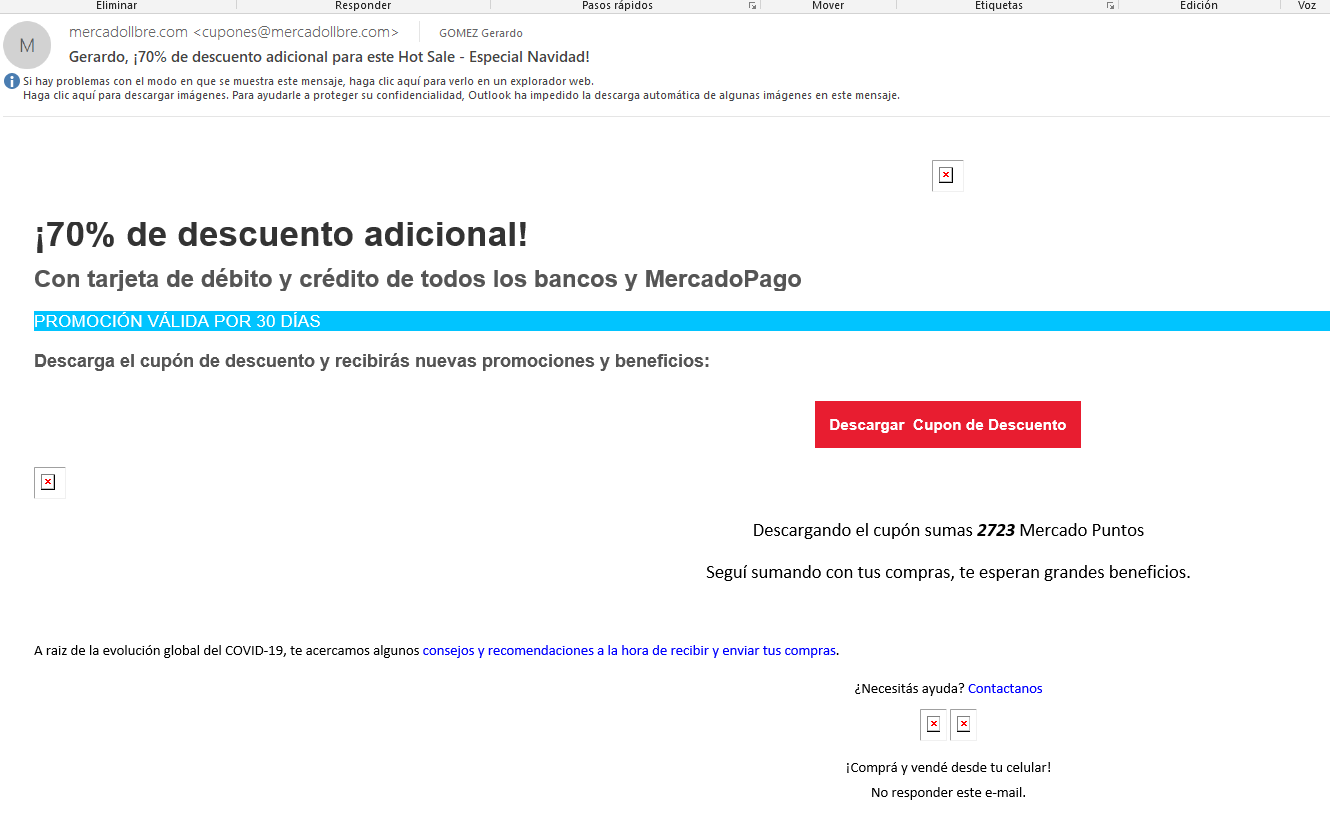 Eliminar Responder Pasos rápidos Mover Etiquetas Edición Voz
M
mercadollbre.com <cupones@mercadollbre.com> GOMEZ Gerardo
Gerardo, ¡70% de descuento adicional para este Hot Sale - Especial Navidad!
Si hay problemas con el modo en que se muestra este mensaje, haga clic aquí para verlo en un explorador web.
Haga clic aquí para descargar imágenes. Para ayudarle a proteger su confidencialidad, Outlook ha impedido la descarga automática de algunas imágenes en este mensaje.
¡70% de descuento adicional!
Con tarjeta de débito y crédito de todos los bancos y MercadoPago
PROMOCIÓN VÁLIDA POR 30 DÍAS
Descarga el cupón de descuento y recibirás nuevas promociones y beneficios:
Descargar Cupon de Descuento
Descargando el cupón sumas 2723 Mercado Puntos
Seguí sumando con tus compras, te esperan grandes beneficios.
A raiz de la evolución global del COVID-19, te acercamos algunos consejos y recomendaciones a la hora de recibir y enviar tus compras.
¿Necesitás ayuda? Contactanos
¡Comprá y vendé desde tu celular!
No responder este e-mail.